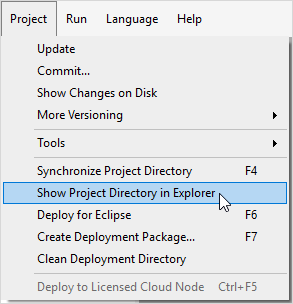 Project Run Language Help
Update
Commit...
Show Changes on Disk
More Versioning
Tools
Synchronize Project Directory F4
Show Project Directory in Explorer
Deploy for Eclipse F6
Create Deployment Package... F7
Clean Deployment Directory
Deploy to Licensed Cloud Node Ctrl+F5